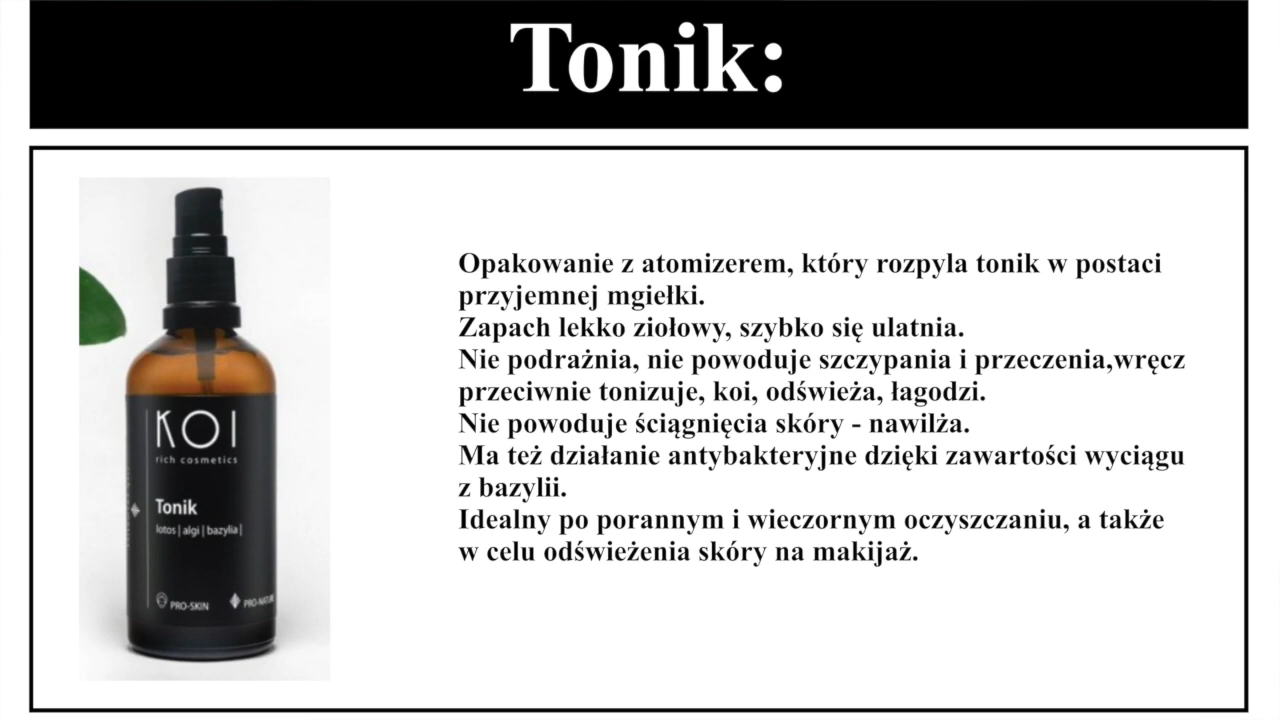 Tonik:
Opakowanie z atomizerem, który rozpyla tonik w postaci
przyjemnej mgiełki.
Zapach lekko ziołowy, szybko się ulatnia.
Nie podrażnia, nie powoduje szczypania i przeczenia,wręcz
przeciwnie tonizuje, koi, odświeża, łagodzi.
Nie powoduje ściągnięcia skóry - nawilża.
Ma też działanie antybakteryjne dzięki zawartości wyciągu
z bazylii.
Idealny po porannym i wieczornym oczyszczaniu, a także
w celu odświeżenia skóry na makijaż.
KOI
rich cosmetics
Tonik
lotos | algi | bazylia |
PRO-SKIN